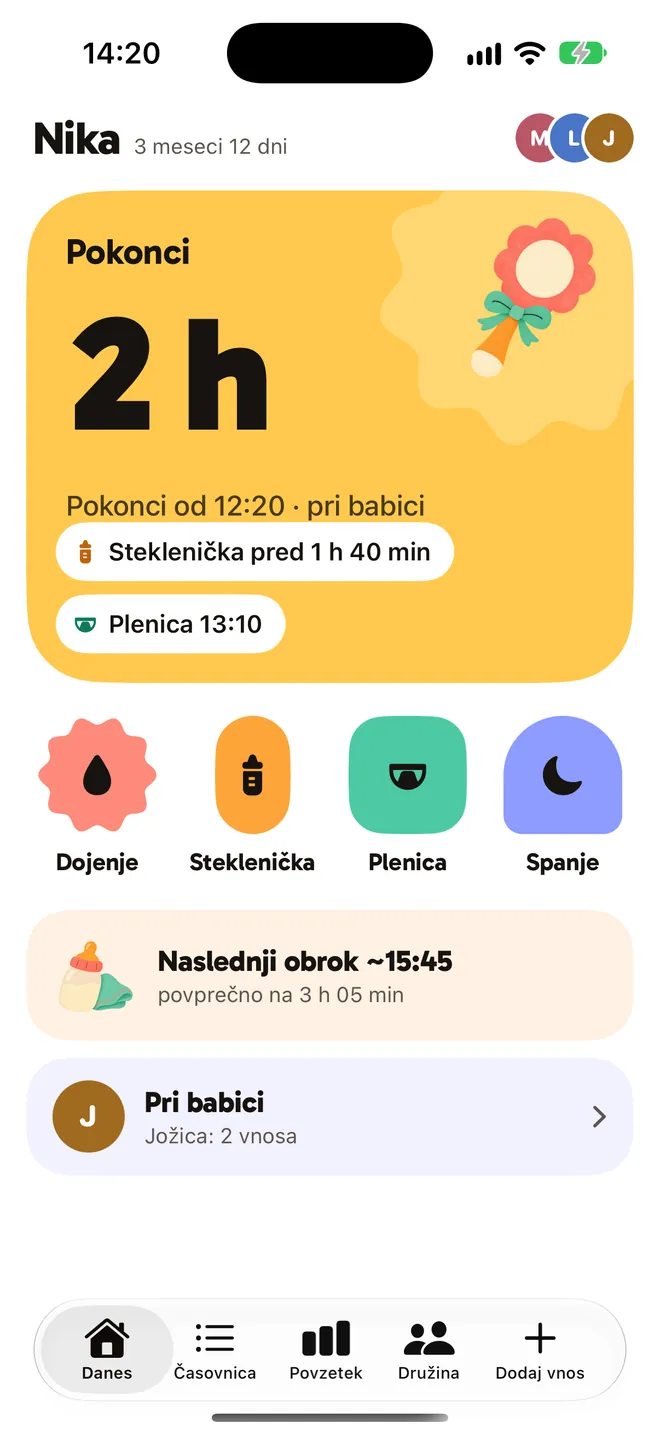 14:20
Nika 3 meseci 12 dni
M L J
Pokonci
2 h
Pokonci od 12:20 · pri babici
Steklenička pred 1 h 40 min
Plenica 13:10
Dojenje Steklenička Plenica Spanje
Naslednji obrok ~15:45
povprečno na 3 h 05 min
J
Pri babici
Jožica: 2 vnosa
Danes Časovnica Povzetek Družina Dodaj vnos